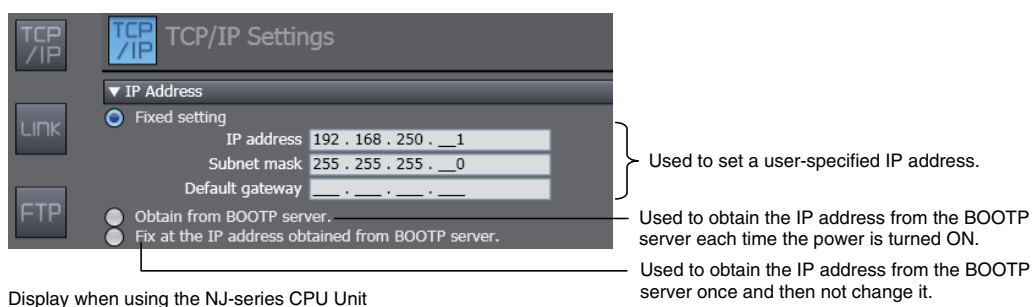 TCP
/IP
TCP
/IP
TCP/IP Settings
▼ IP Address
LINK
Fixed setting
IP address 192 . 168 . 250 . __1
Subnet mask 255 . 255 . 255 . __0
Default gateway ___ . ___ . ___ . ___
Used to set a user-specified IP address.
FTP
Obtain from BOOTP server.
Fix at the IP address obtained from BOOTP server.
Used to obtain the IP address from the BOOTP
server each time the power is turned ON.
Used to obtain the IP address from the BOOTP
server once and then not change it.
Display when using the NJ-series CPU Unit